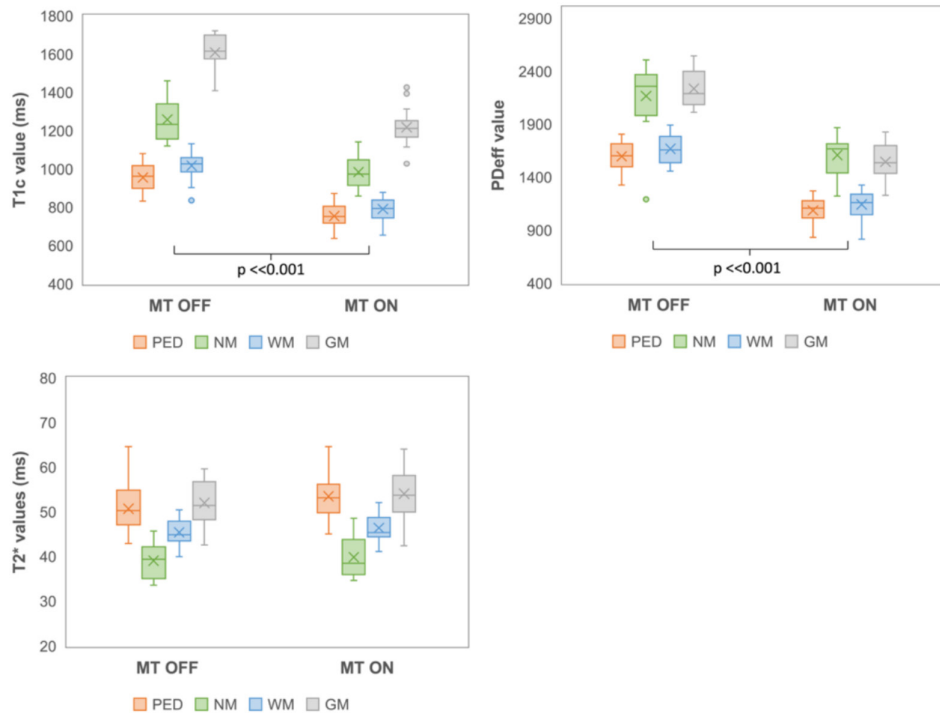 T1c value (ms)
1800
1600
1400
1200
1000
800
600
400
p <<0.001
MT OFF MT ON
PED NM WM GM
PDeff value
2900
2400
1900
1400
900
400
p <<0.001
MT OFF MT ON
PED NM WM GM
T2* values (ms)
80
70
60
50
40
30
20
MT OFF MT ON
PED NM WM GM